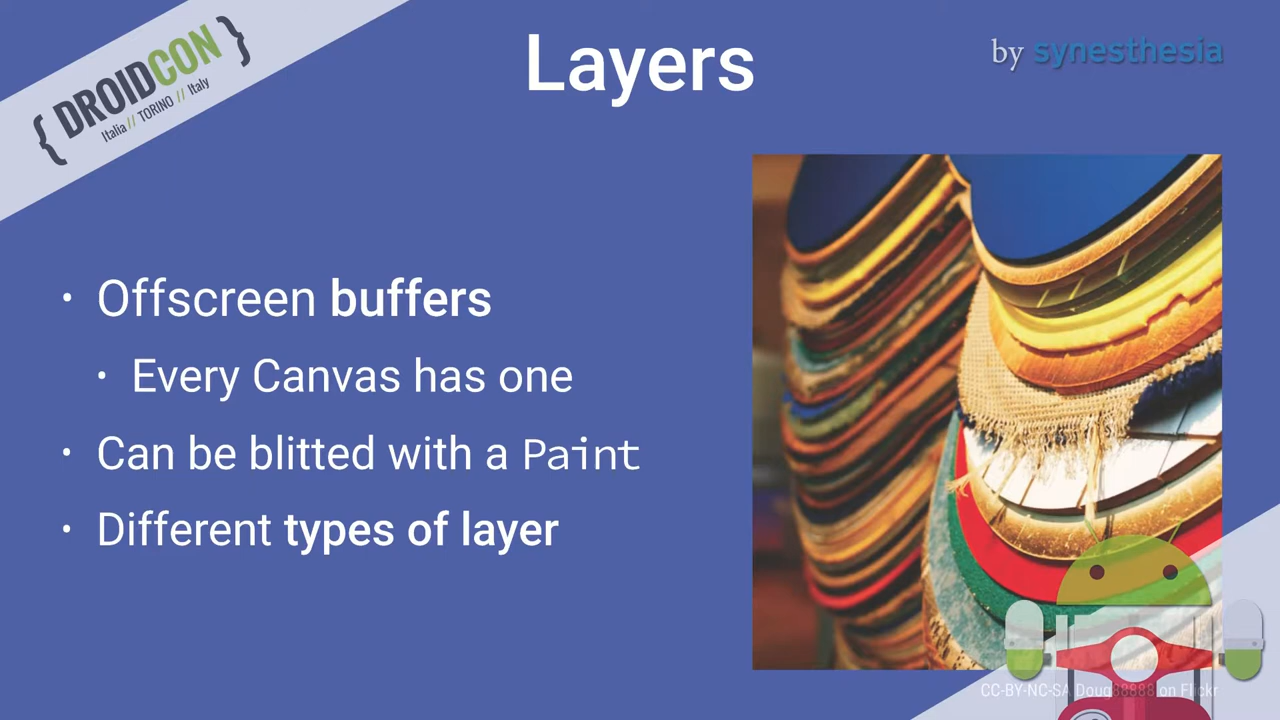 { DROIDCON }
Italia // TORINO // Italy
Layers
by synesthesia
• Offscreen buffers
• Every Canvas has one
• Can be blitted with a Paint
• Different types of layer
CC-BY-NC-SA Doug88888 on Flickr